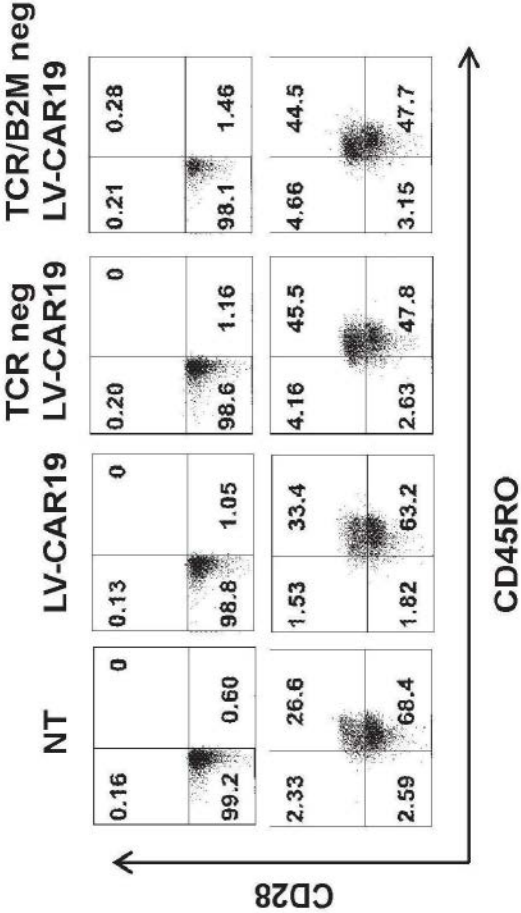 NT
LV-CAR19
TCR neg
LV-CAR19
TCR/B2M neg
LV-CAR19
0.16 0
99.2 0.60
0.13 0
98.8 1.05
0.20 0
98.6 1.16
0.21 0.28
98.1 1.46
2.33 26.6
2.59 68.4
1.53 33.4
1.82 63.2
4.16 45.5
2.63 47.8
4.66 44.5
3.15 47.7
CD28
CD45RO